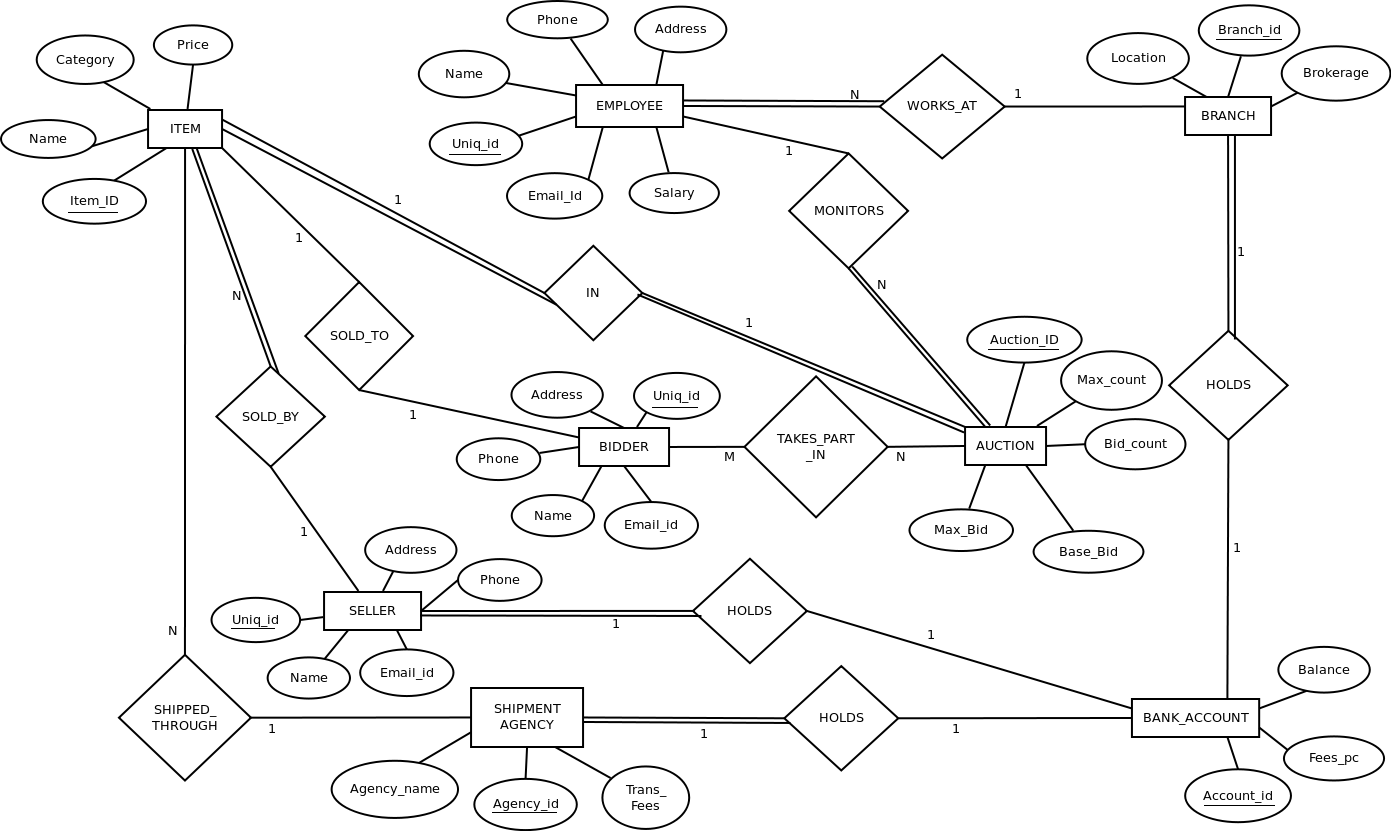 Phone
Address
Branch_id
Category
Price
Location
Name
Brokerage
EMPLOYEE
N
WORKS_AT
1
BRANCH
ITEM
Name
Uniq_id
1
Item_ID
Email_Id
Salary
MONITORS
1
1
1
N
N
IN
1
SOLD_TO
Auction_ID
Max_count
HOLDS
Address
Uniq_id
SOLD_BY
1
BIDDER
TAKES_PART
_IN
AUCTION
Bid_count
Phone
M
N
Name
Email_id
Max_Bid
Base_Bid
1
Address
1
Phone
Uniq_id
SELLER
HOLDS
1
1
N
Name
Email_id
Balance
SHIPPED_
THROUGH
1
SHIPMENT
AGENCY
1
HOLDS
1
BANK_ACCOUNT
Fees_pc
Agency_name
Agency_id
Trans_
Fees
Account_id